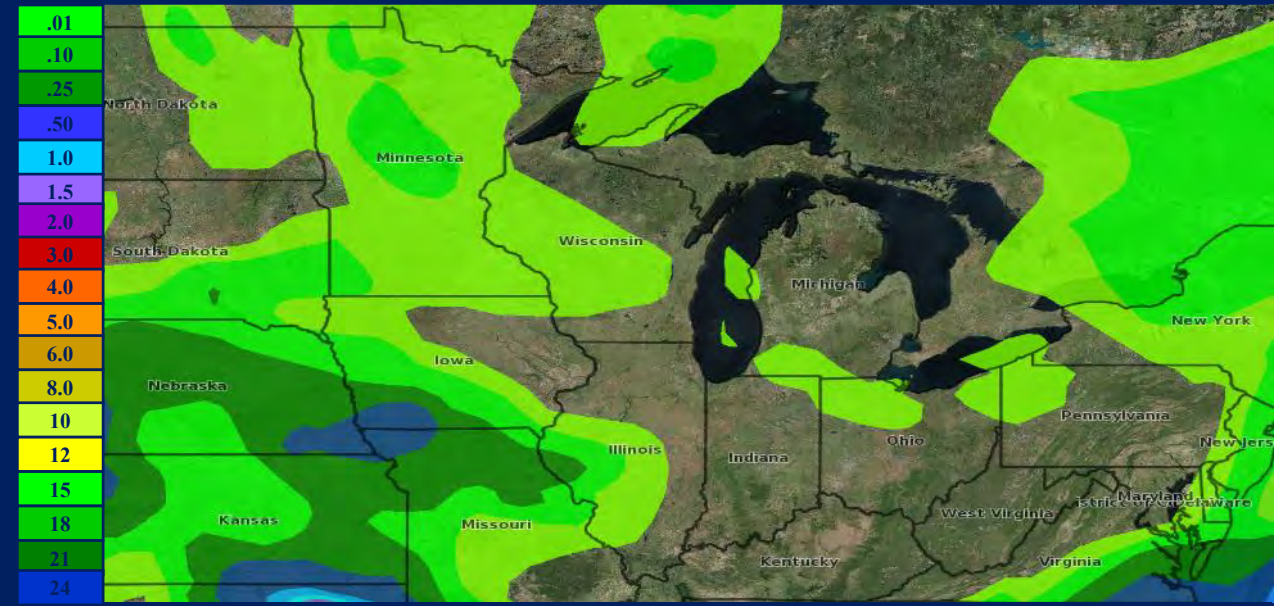 .01
.10
.25
.50
1.0
1.5
2.0
3.0
4.0
5.0
6.0
8.0
10
12
15
18
21
24
North Dakota
Minnesota
South Dakota
Wisconsin
Michigan
New York
Iowa
Nebraska
Pennsylvania
Illinois
Indiana
Ohio
New Jers
Maryland
Delaware
West Virginia
Kansas
Missouri
Kentucky
Virginia